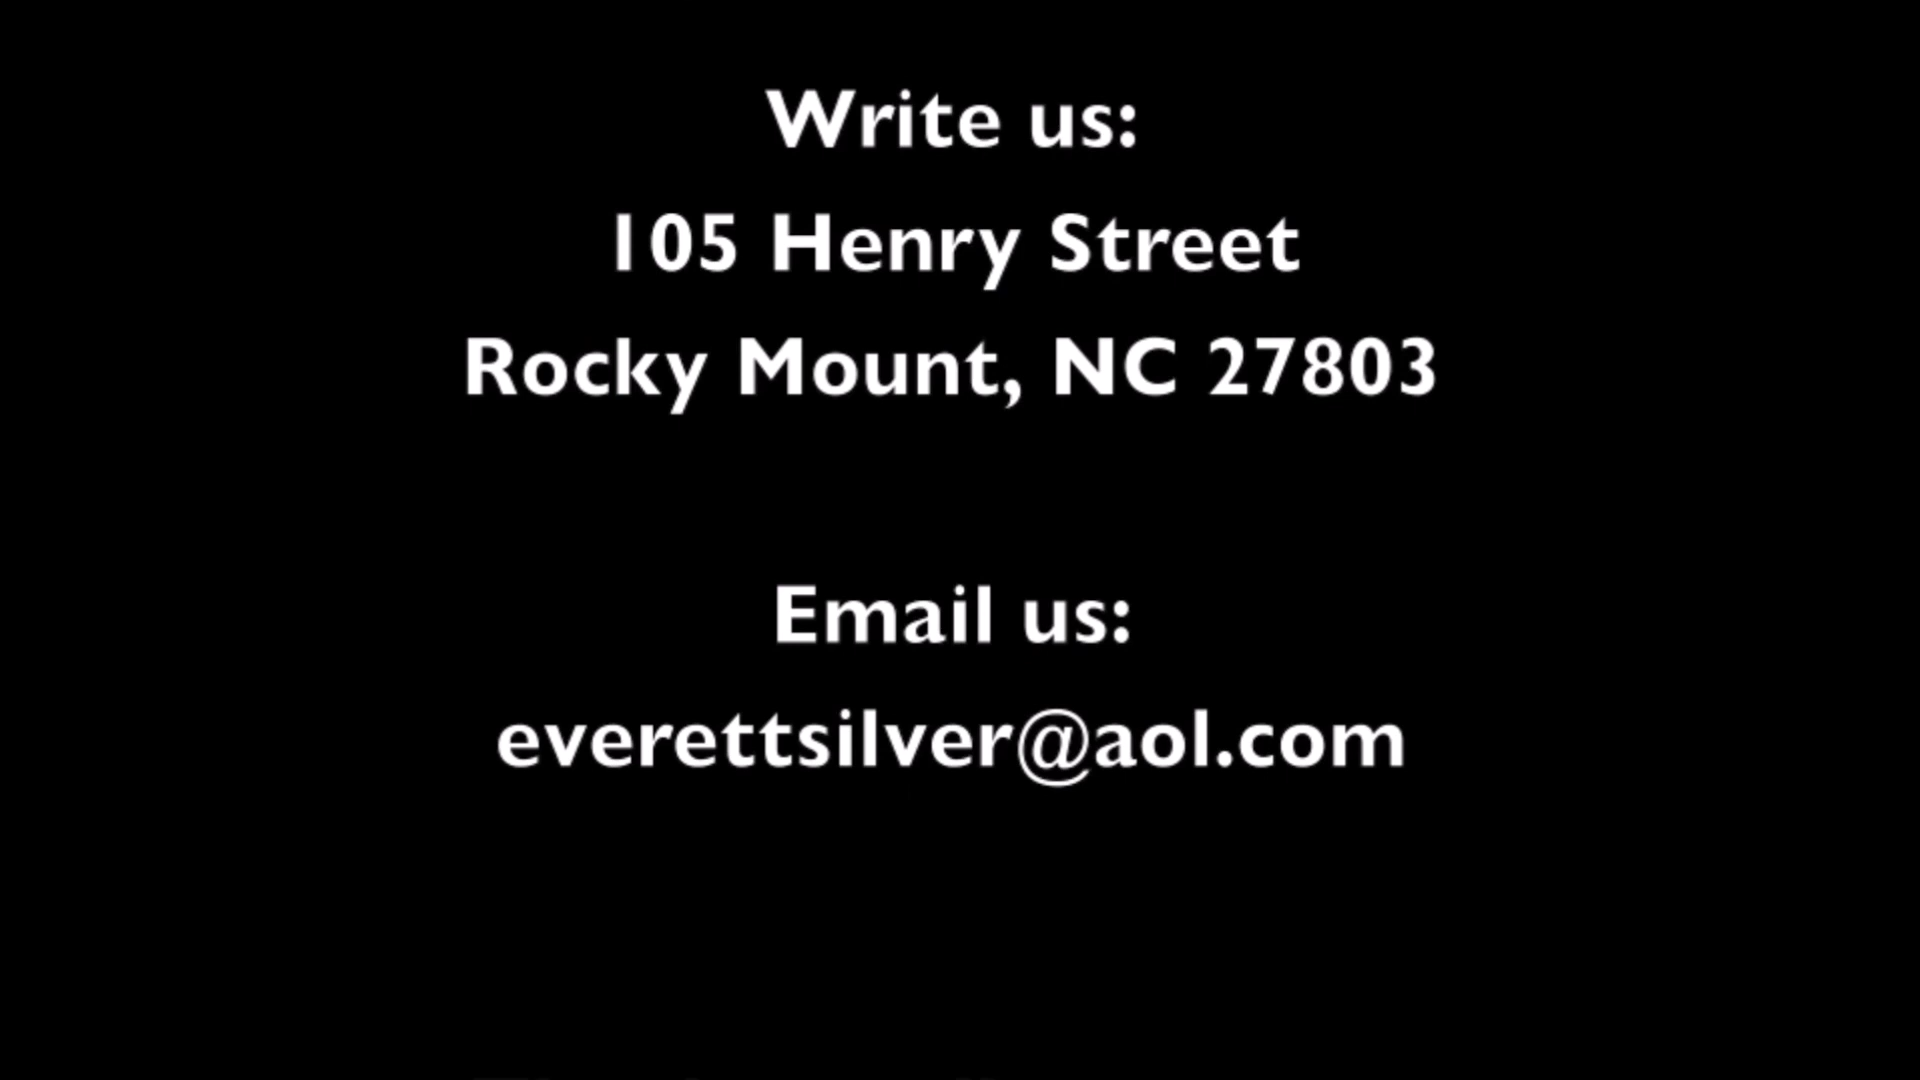 Write us:
105 Henry Street
Rocky Mount, NC 27803
Email us:
everettsilver@aol.com